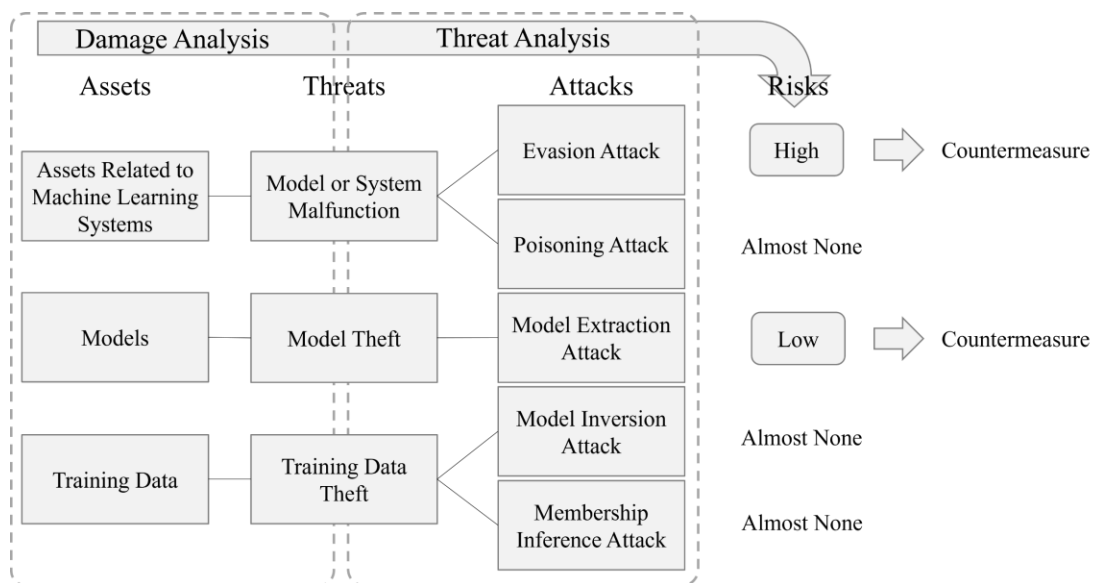 Damage Analysis
Threat Analysis
Assets
Threats
Attacks
Risks
Assets Related to
Machine Learning
Systems
Model or System
Malfunction
Evasion Attack
High
Countermeasure
Poisoning Attack
Almost None
Models
Model Theft
Model Extraction
Attack
Low
Countermeasure
Training Data
Training Data
Theft
Model Inversion
Attack
Almost None
Membership
Inference Attack
Almost None